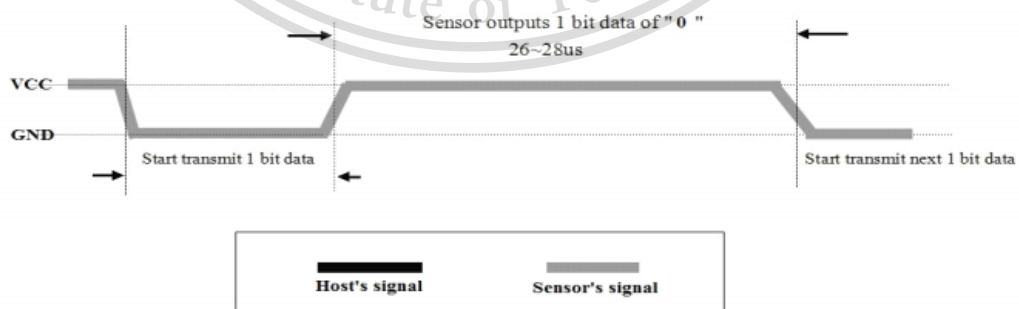 Sensor outputs 1 bit data of " 0 "
26~28us
VCC
GND
Start transmit 1 bit data
Start transmit next 1 bit data
Host's signal
Sensor's signal